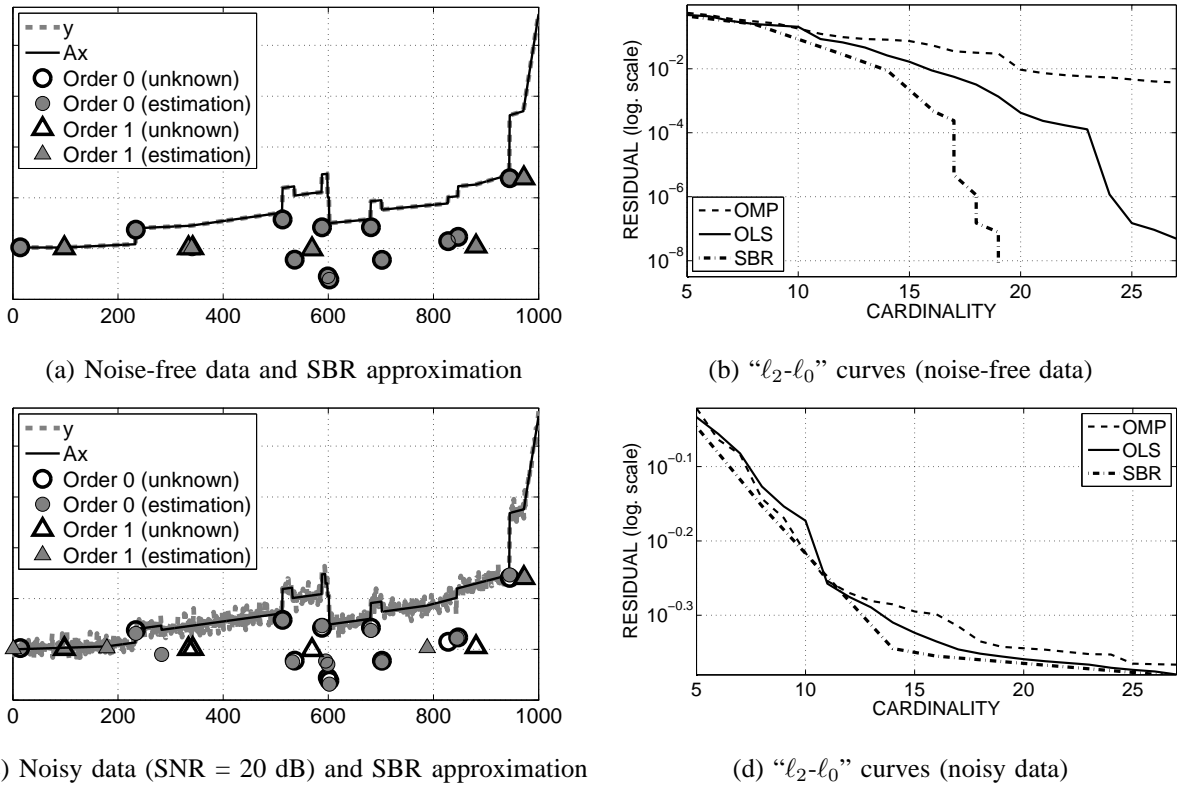 y
Ax
Order 0 (unknown)
Order 0 (estimation)
Order 1 (unknown)
Order 1 (estimation)
0 200 400 600 800 1000
(a) Noise-free data and SBR approximation
RESIDUAL (log. scale)
10−2
10−4
10−6
10−8
OMP
OLS
SBR
5 10 15 20 25
CARDINALITY
(b) “ℓ2-ℓ0” curves (noise-free data)
y
Ax
Order 0 (unknown)
Order 0 (estimation)
Order 1 (unknown)
Order 1 (estimation)
0 200 400 600 800 1000
) Noisy data (SNR = 20 dB) and SBR approximation
RESIDUAL (log. scale)
10−0.1
10−0.2
10−0.3
OMP
OLS
SBR
5 10 15 20 25
CARDINALITY
(d) “ℓ2-ℓ0” curves (noisy data)